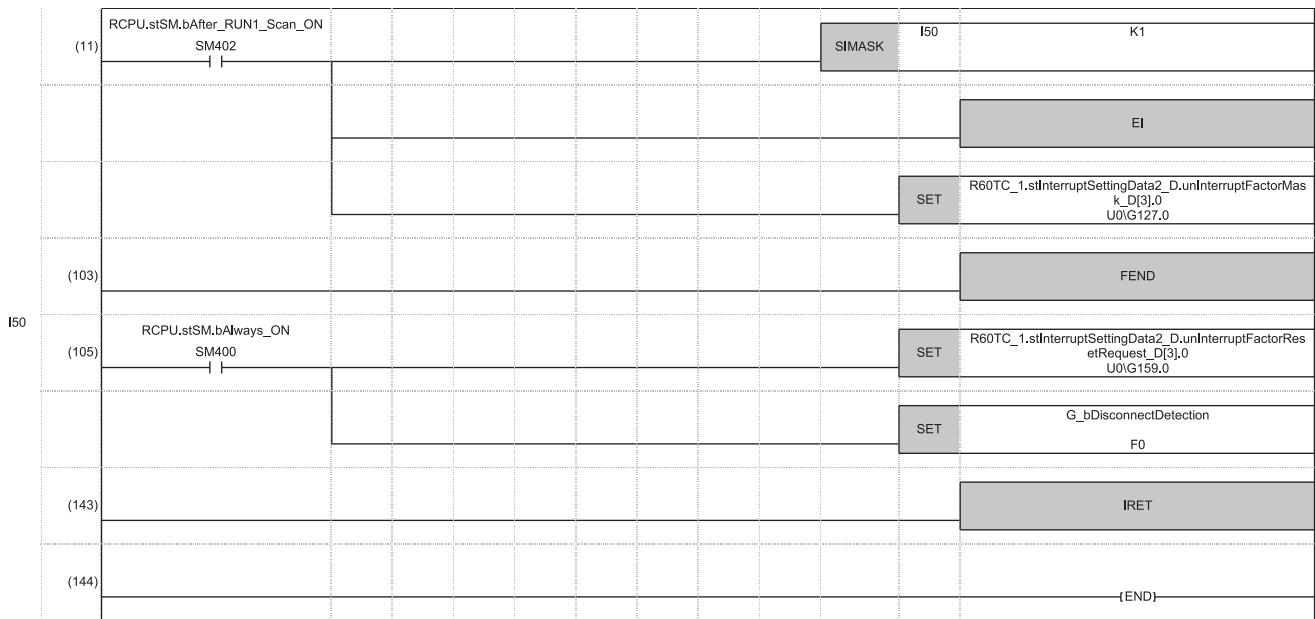 RCPU.stSM.bAfter_RUN1_Scan_ON
(11) SM402 SIMASK I50 K1
EI
SET R60TC_1.stInterruptSettingData2_D.unInterruptFactorMas
k_D[3].0
U0\G127.0
(103) FEND
I50
RCPU.stSM.bAlways_ON
(105) SM400 SET R60TC_1.stInterruptSettingData2_D.unInterruptFactorRes
etRequest_D[3].0
U0\G159.0
SET G_bDisconnectDetection
F0
(143) IRET
(144) {END}